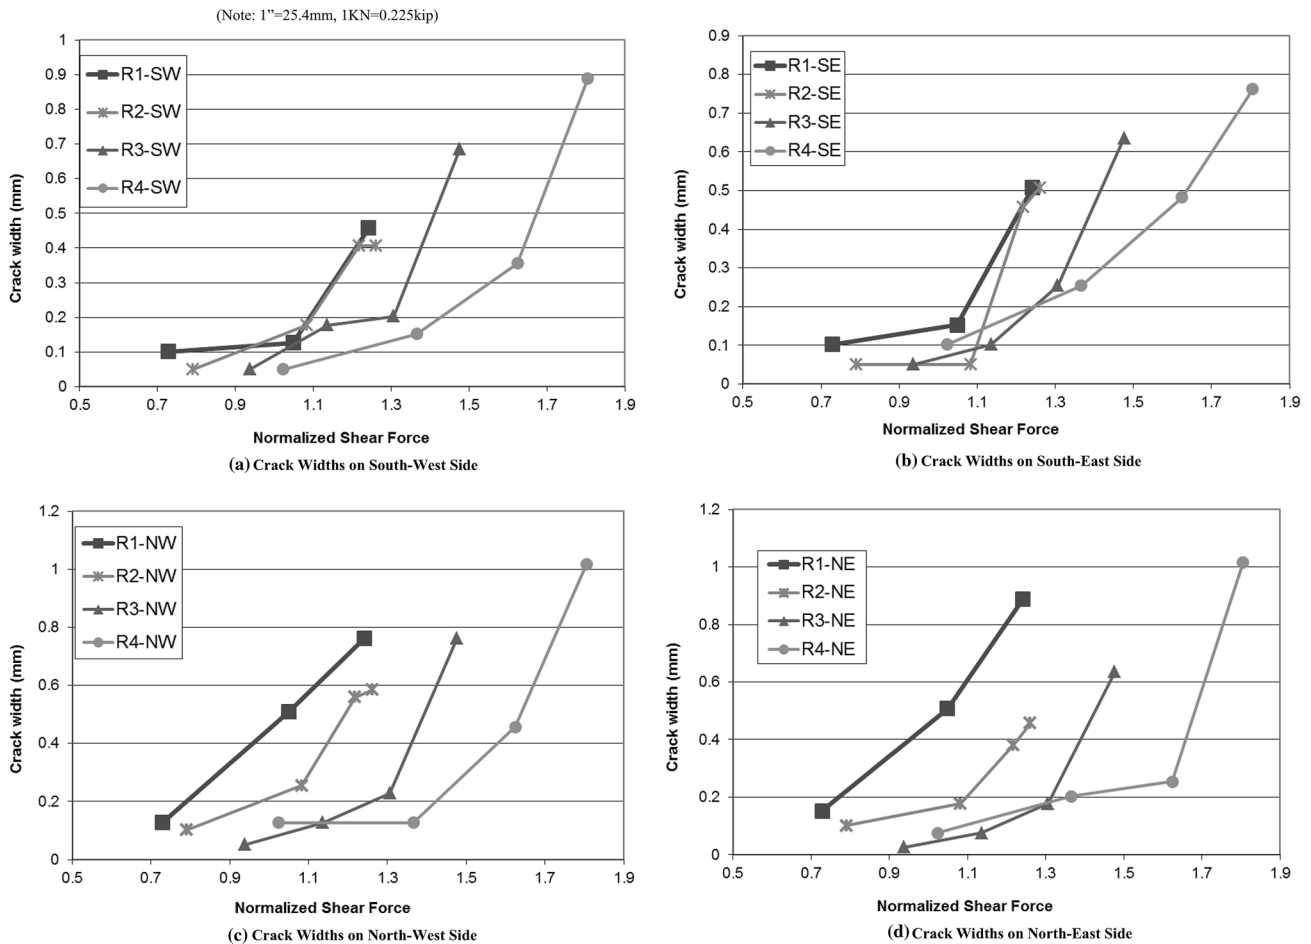 (Note: 1”=25.4mm, 1KN=0.225kip)
1
0.9
0.8
0.7
0.6
0.5
0.4
0.3
0.2
0.1
0
Crack width (mm)
R1-SW
R2-SW
R3-SW
R4-SW
0.5 0.7 0.9 1.1 1.3 1.5 1.7 1.9
Normalized Shear Force
(a) Crack Widths on South-West Side
0.9
0.8
0.7
0.6
0.5
0.4
0.3
0.2
0.1
0
Crack width (mm)
R1-SE
R2-SE
R3-SE
R4-SE
0.5 0.7 0.9 1.1 1.3 1.5 1.7 1.9
Normalized Shear Force
(b) Crack Widths on South-East Side
1.2
1
0.8
0.6
0.4
0.2
0
Crack width (mm)
R1-NW
R2-NW
R3-NW
R4-NW
0.5 0.7 0.9 1.1 1.3 1.5 1.7 1.9
Normalized Shear Force
(c) Crack Widths on North-West Side
1.2
1
0.8
0.6
0.4
0.2
0
Crack width (mm)
R1-NE
R2-NE
R3-NE
R4-NE
0.5 0.7 0.9 1.1 1.3 1.5 1.7 1.9
Normalized Shear Force
(d) Crack Widths on North-East Side